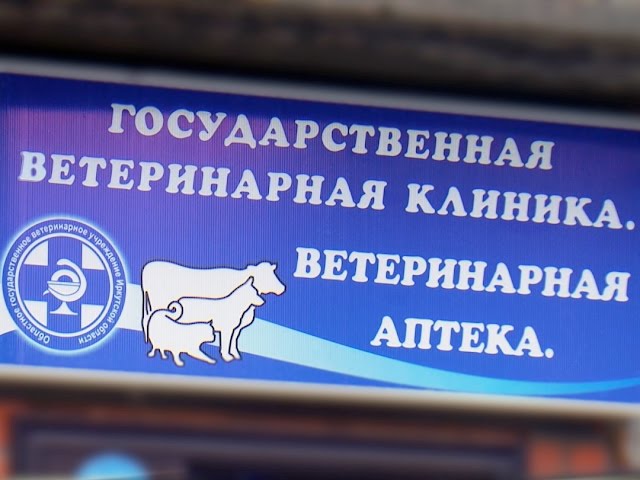 ГОСУДАРСТВЕННАЯ
ВЕТЕРИНАРНАЯ КЛИНИКА.
ВЕТЕРИНАРНАЯ
АПТЕКА.
Областное государственное ветеринарное учреждение Иркутской области